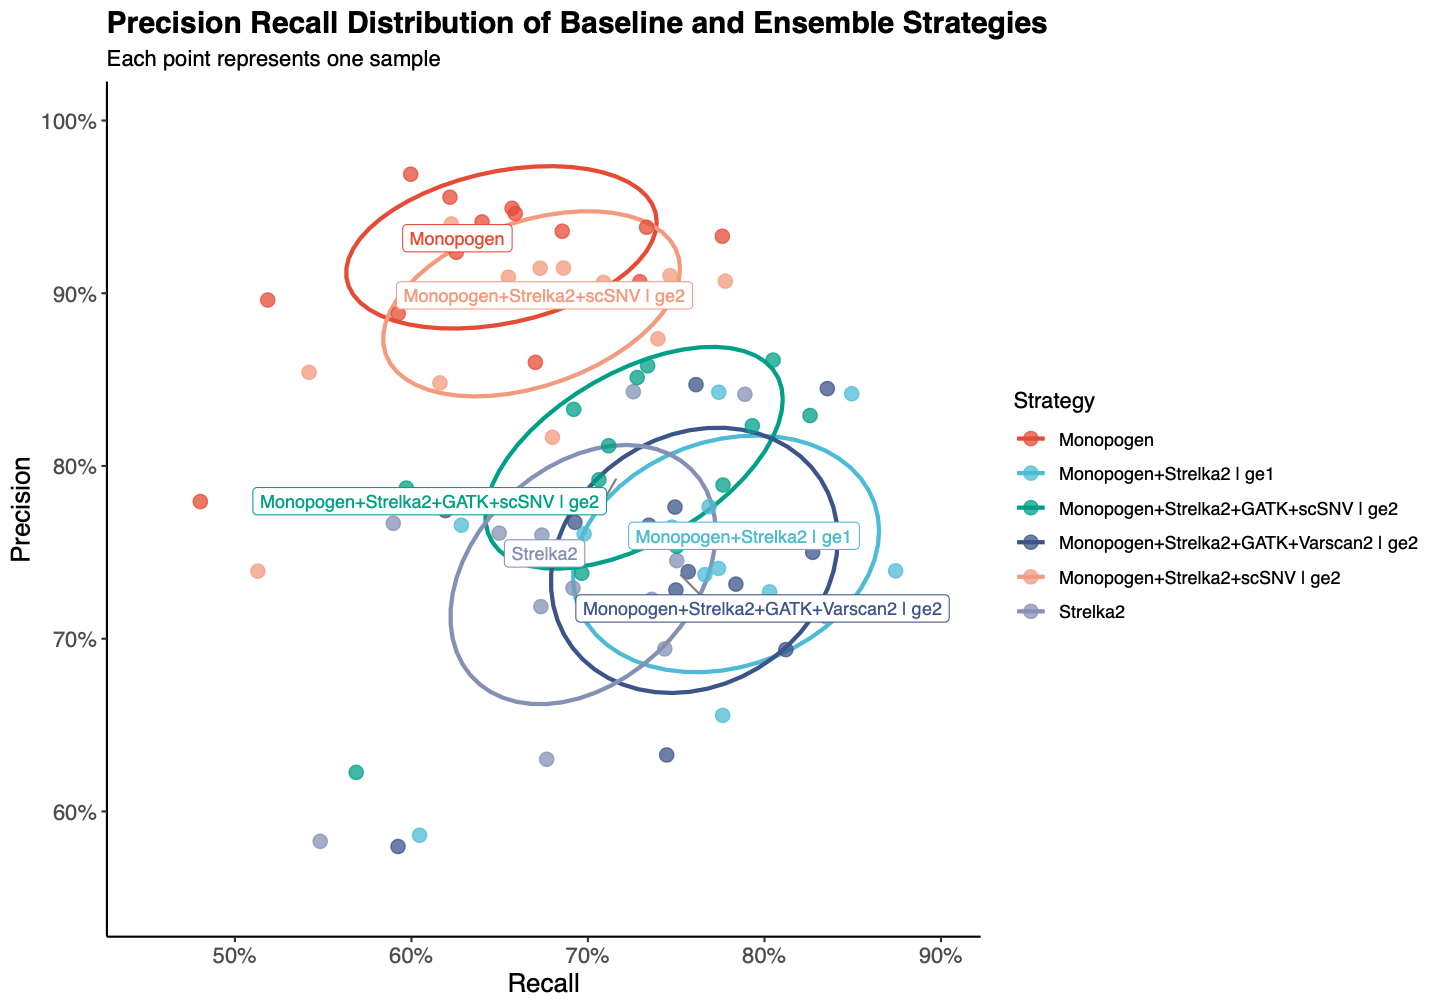 Precision Recall Distribution of Baseline and Ensemble Strategies
Each point represents one sample
Precision
100%
90%
80%
70%
60%
Monopogen
Monopogen+Strelka2+scSNV | ge2
Monopogen+Strelka2+GATK+scSNV | ge2
Monopogen+Strelka2 | ge1
Strelka2
Monopogen+Strelka2+GATK+Varscan2 | ge2
50%
60%
70%
80%
90%
Recall
Strategy
Monopogen
Monopogen+Strelka2 | ge1
Monopogen+Strelka2+GATK+scSNV | ge2
Monopogen+Strelka2+GATK+Varscan2 | ge2
Monopogen+Strelka2+scSNV | ge2
Strelka2